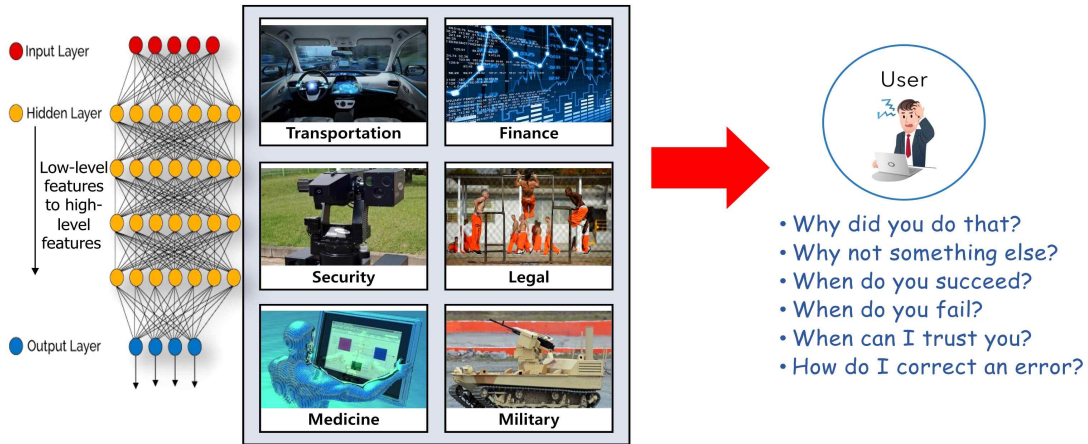 Input Layer
Hidden Layer
Low-level
features
to high-
level
features
Output Layer
Transportation
Finance
Security
Legal
Medicine
Military
User
• Why did you do that?
• Why not something else?
• When do you succeed?
• When do you fail?
• When can I trust you?
• How do I correct an error?